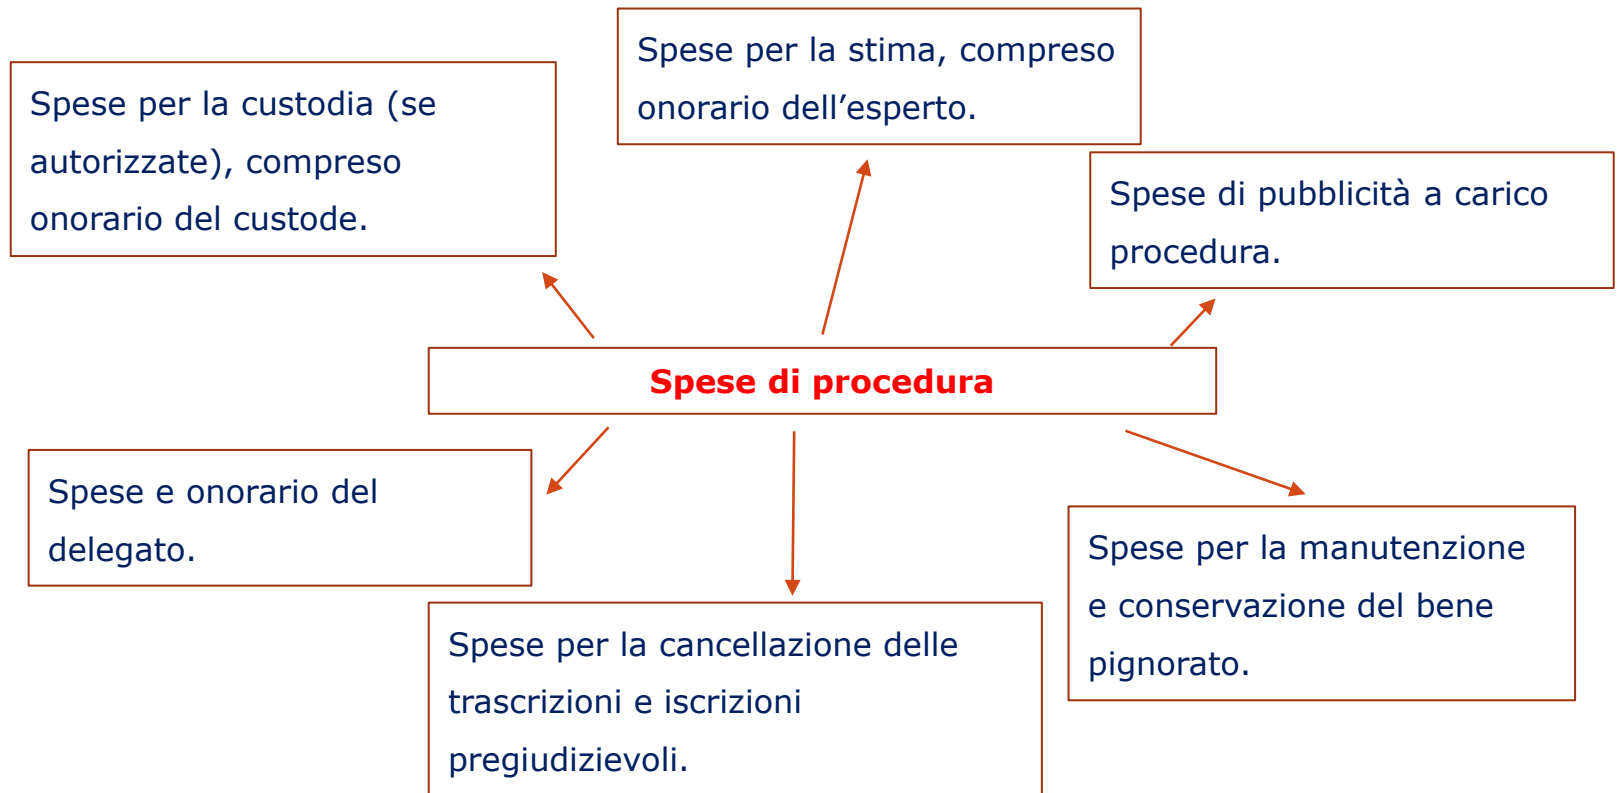 Spese per la stima, compreso
onorario dell’esperto.
Spese per la custodia (se
autorizzate), compreso
onorario del custode.
Spese di pubblicità a carico
procedura.
Spese di procedura
Spese e onorario del
delegato.
Spese per la manutenzione
e conservazione del bene
pignorato.
Spese per la cancellazione delle
trascrizioni e iscrizioni
pregiudizievoli.